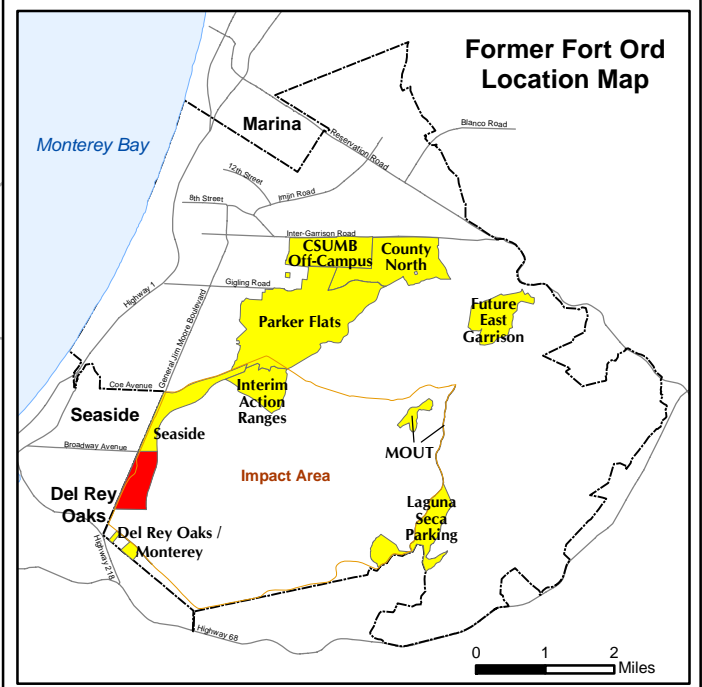 Former Fort Ord
Location Map
Marina
Blanco Road
Reservation Road
Monterey Bay
12th Street
Imjin Road
8th Street
Inter-Garrison Road
CSUMB
Off-Campus
County
North
Gigling Road
Highway 1
General Jim Moore Boulevard
Parker Flats
Future
East
Garrison
Coe Avenue
Interim
Action
Ranges
Seaside
Seaside
MOUT
Broadway Avenue
Impact Area
Del Rey
Oaks
Laguna
Seca
Parking
Del Rey Oaks /
Monterey
Highway 218
Highway 68
0 1 2
Miles